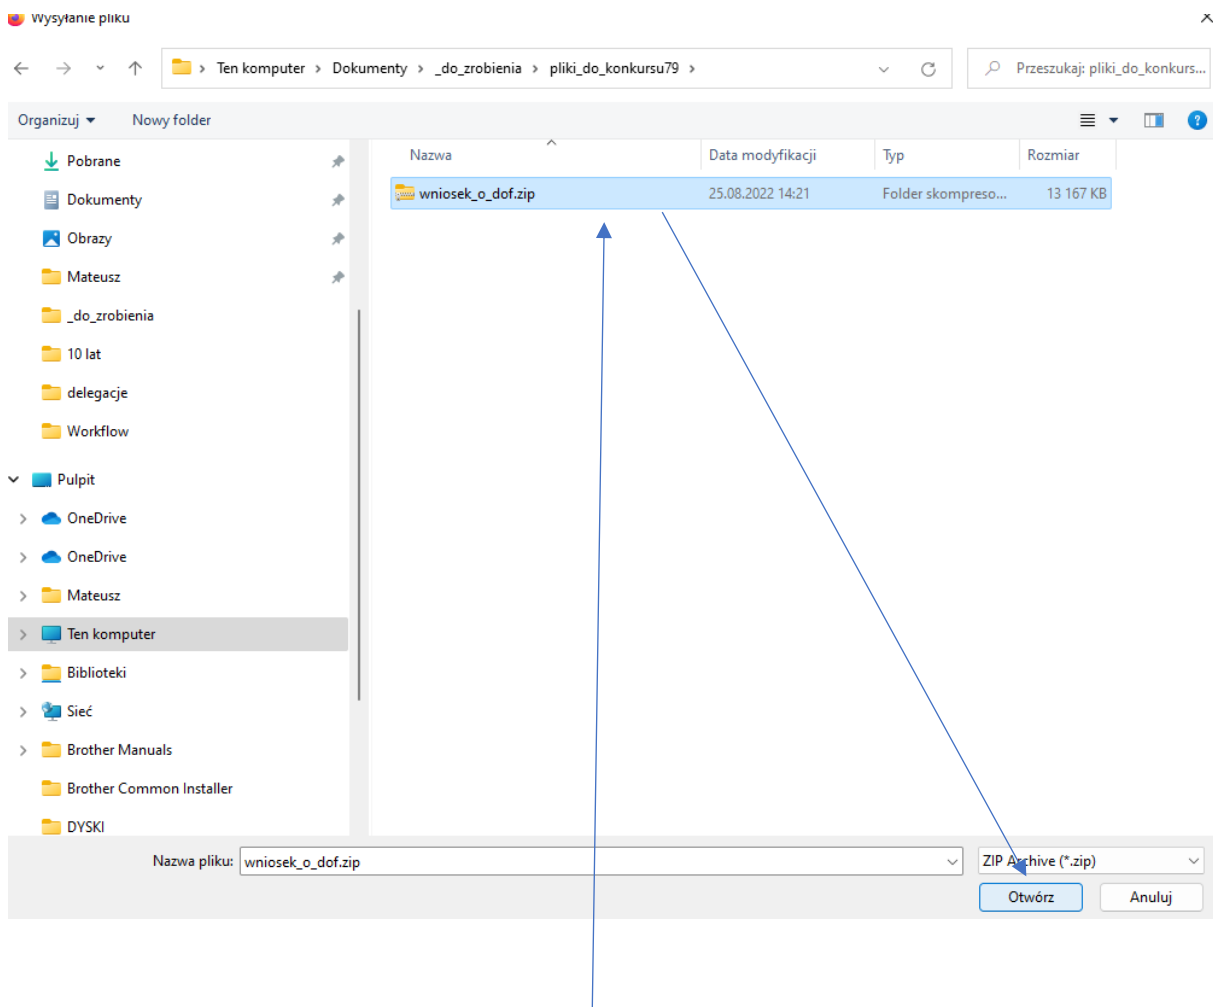 Wysyłanie pliku
Ten komputer > Dokumenty > _do_zrobienia > pliki_do_konkursu79 >
Przeszukaj: pliki_do_konkurs...
Organizuj
Nowy folder
Nazwa Data modyfikacji Typ Rozmiar
wniosek_o_dof.zip 25.08.2022 14:21 Folder skompreso... 13 167 KB
Pobrane
Dokumenty
Obrazy
Mateusz
_do_zrobienia
10 lat
delegacje
Workflow
Pulpit
OneDrive
OneDrive
Mateusz
Ten komputer
Biblioteki
Sieć
Brother Manuals
Brother Common Installer
DYSKI
Nazwa pliku: wniosek_o_dof.zip
ZIP Archive (*.zip)
Otwórz
Anuluj